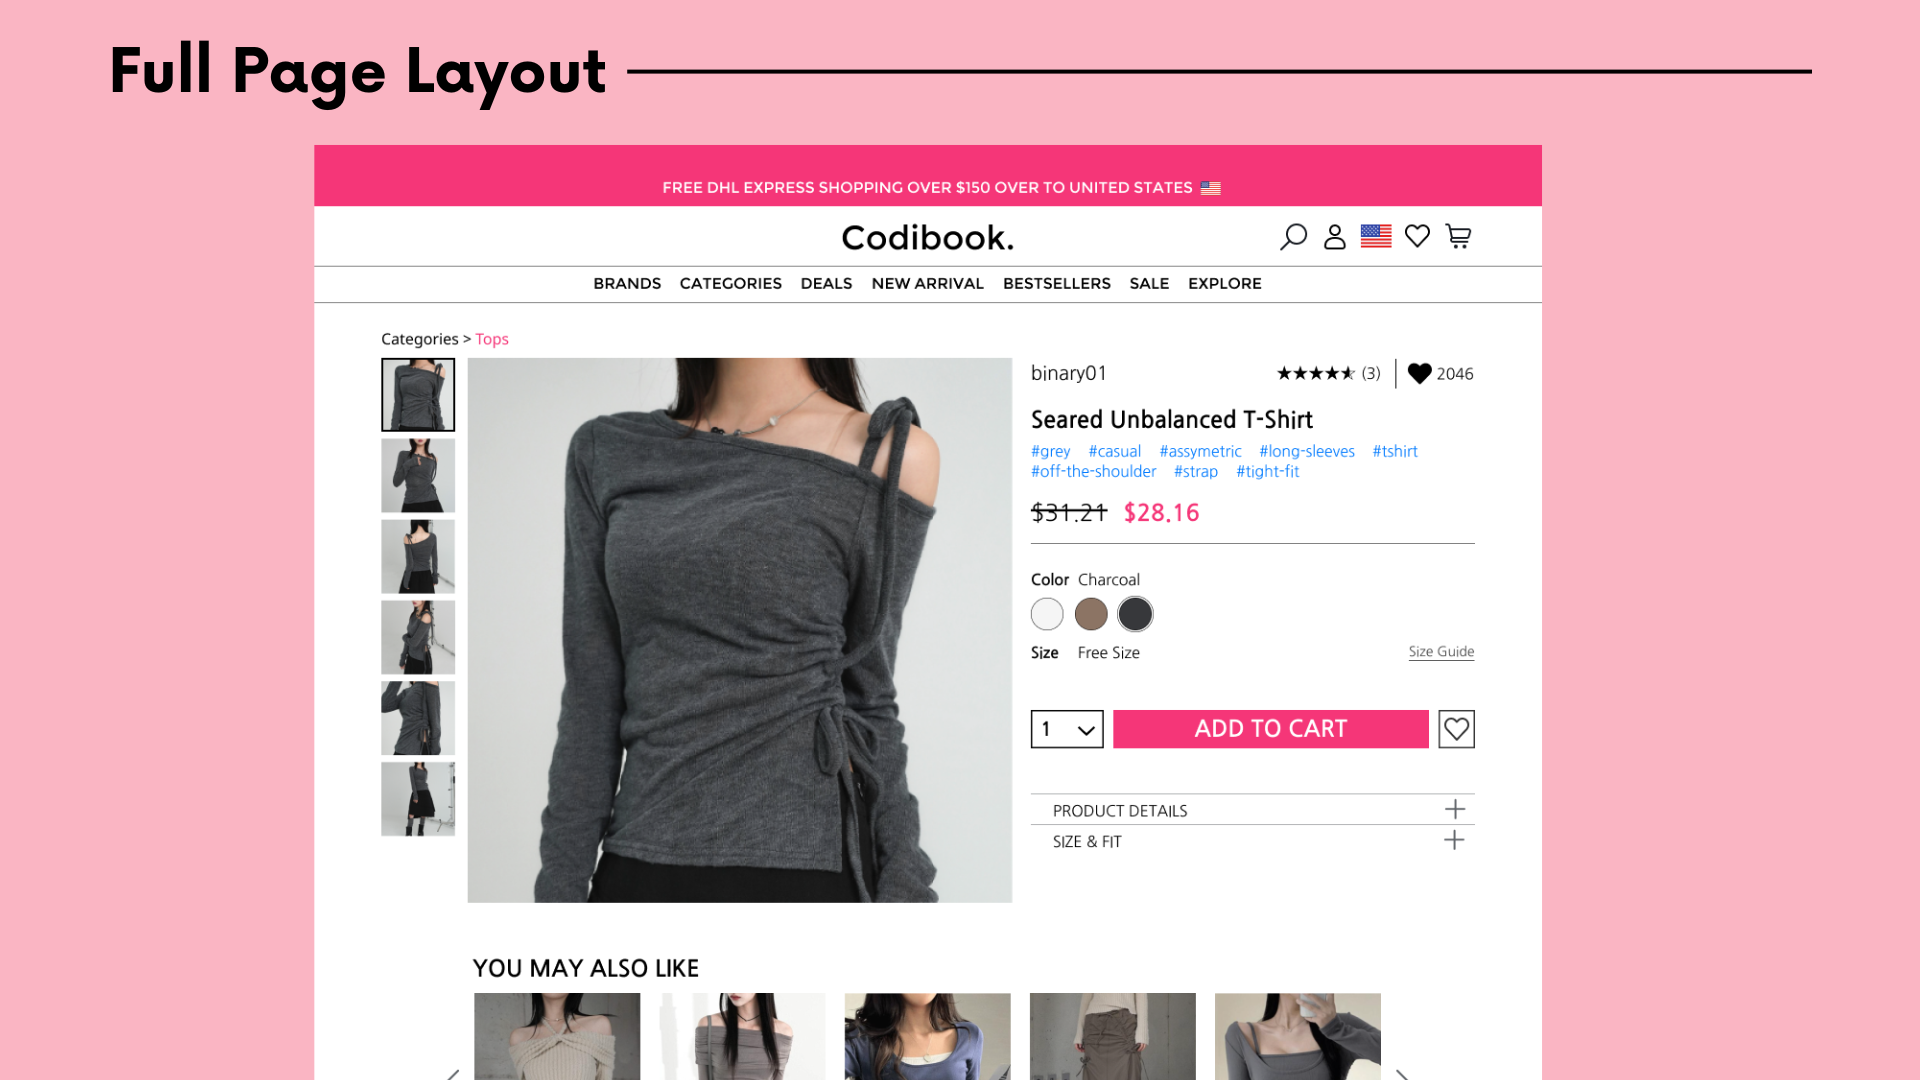 Full Page Layout
FREE DHL EXPRESS SHOPPING OVER $150 OVER TO UNITED STATES
Codibook.
BRANDS CATEGORIES DEALS NEW ARRIVAL BESTSELLERS SALE EXPLORE
Categories > Tops
binary01 ★★★★★ (3) 2046
Seared Unbalanced T-Shirt
#grey #casual #assymetric #long-sleeves #tshirt
#off-the-shoulder #strap #tight-fit
$31.21 $28.16
Color Charcoal
Size Free Size Size Guide
1 ADD TO CART
PRODUCT DETAILS
SIZE & FIT
YOU MAY ALSO LIKE